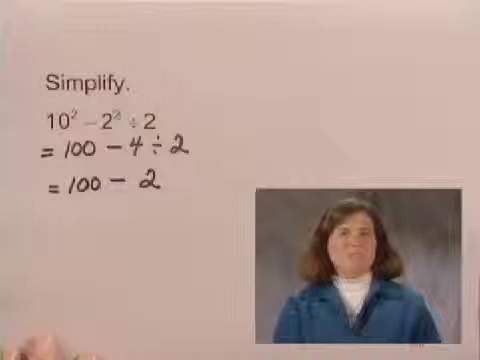 Simplify.
10² − 2² ÷ 2
= 100 − 4 ÷ 2
= 100 − 2